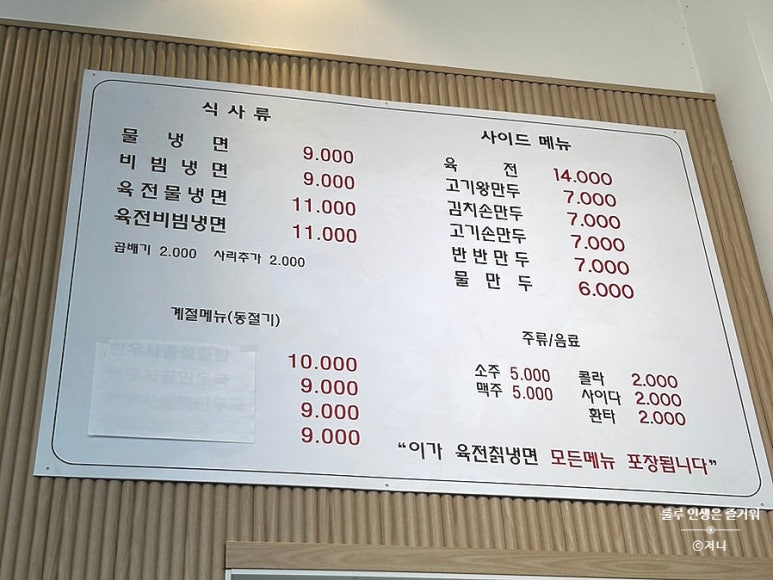 식사류
물냉면 9.000
비빔냉면 9.000
육전물냉면 11.000
육전비빔냉면 11.000
곱배기 2.000 사리추가 2.000
계절메뉴(동절기)
10.000
9.000
9.000
9.000
사이드 메뉴
육전 14.000
고기왕만두 7.000
김치손만두 7.000
고기손만두 7.000
반반만두 7.000
물만두 6.000
주류/음료
소주 5.000 콜라 2.000
맥주 5.000 사이다 2.000
환타 2.000
"이가 육전칡냉면 모든메뉴 포장됩니다"
룰루 인생은 즐거워
©저니